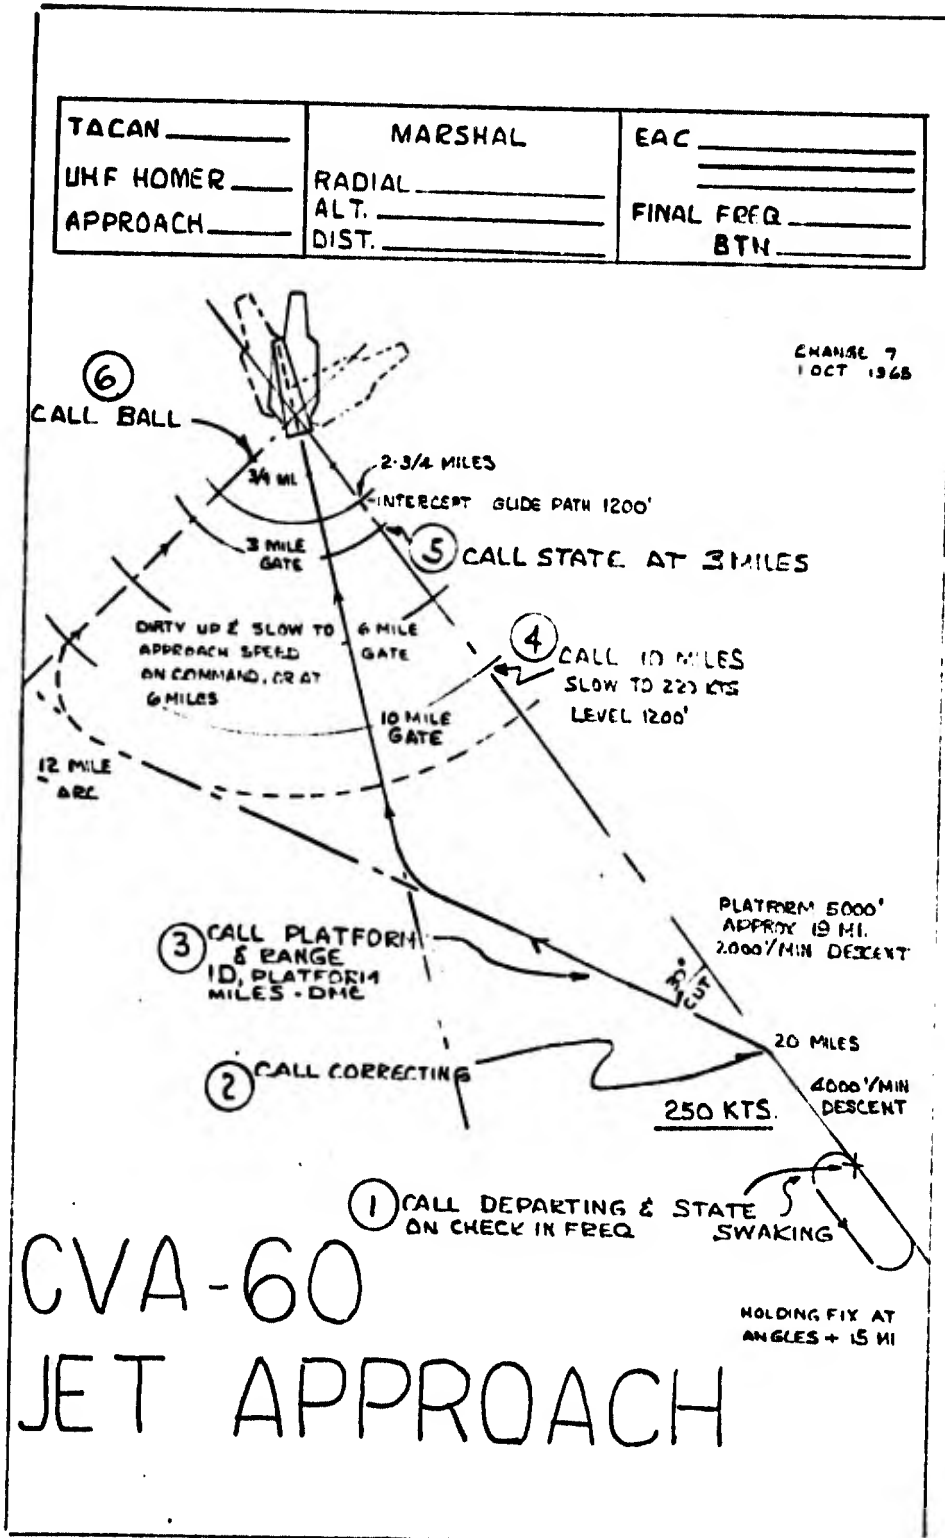 TACAN
UHF HOMER
APPROACH
MARSHAL
RADIAL
ALT.
DIST.
EAC
FINAL FREQ
BTN
CHANGE 7
1 OCT 1968
6
CALL BALL
3/4 MI
2-3/4 MILES
INTERCEPT GLIDE PATH 1200'
3 MILE
GATE
5 CALL STATE AT 3 MILES
DIRTY UP & SLOW TO
APPROACH SPEED
ON COMMAND, OR AT
6 MILES
6 MILE
GATE
4 CALL 10 MILES
SLOW TO 220 KTS
LEVEL 1200'
10 MILE
GATE
12 MILE
ARC
PLATFORM 5000'
APPROX 19 MI.
2000'/MIN DESCENT
3 CALL PLATFORM
& RANGE
ID, PLATFORM
MILES - DME
30°
CUT
20 MILES
2 CALL CORRECTING
4000'/MIN
DESCENT
250 KTS.
1 CALL DEPARTING & STATE
ON CHECK IN FREQ
SWAKING
HOLDING FIX AT
ANGLES + 15 MI
CVA-60
JET APPROACH